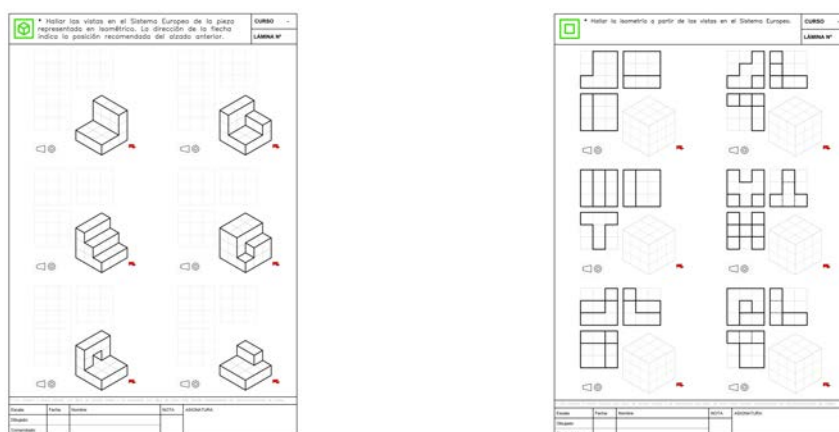 * Hallar las vistas en el Sistema Europeo de la pieza
representada en isométrico. La dirección de la flecha
indica la posición recomendada del alzado anterior.
CURSO -
LÁMINA Nº
Escala
Fecha
Nombre
NOTA
ASIGNATURA
Dibujado
Comprobado
* Hallar la isometría a partir de las vistas en el Sistema Europeo.
CURSO -
LÁMINA Nº
Escala
Fecha
Nombre
NOTA
ASIGNATURA
Dibujado